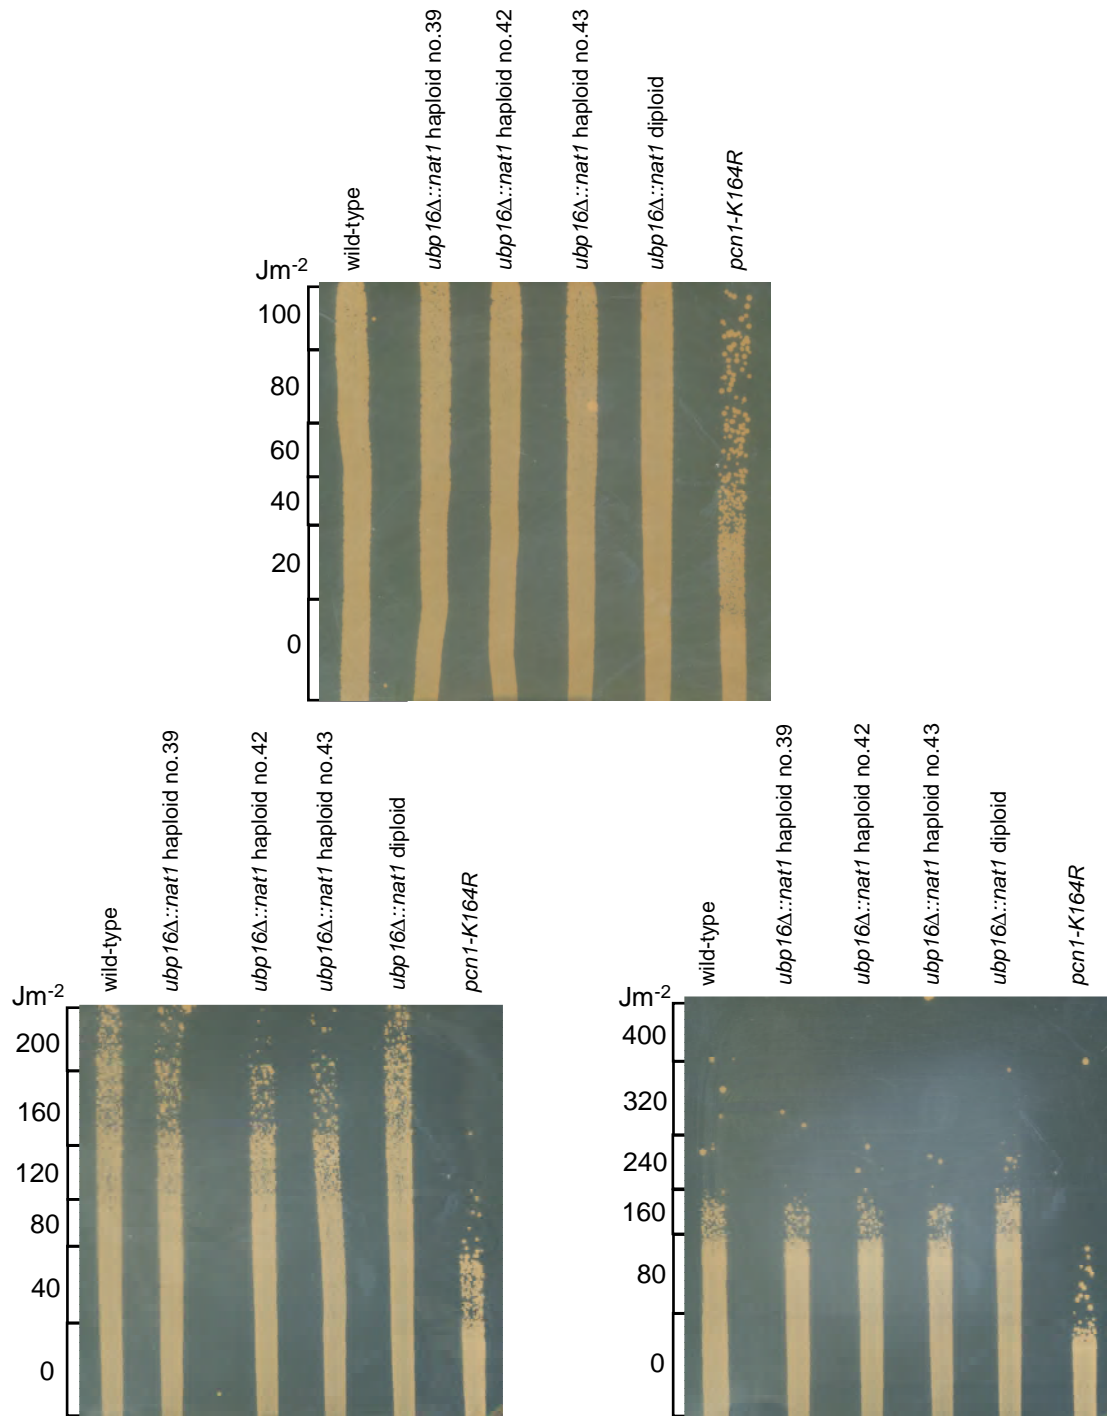 wild-type
ubp16Δ::nat1 haploid no.39
ubp16Δ::nat1 haploid no.42
ubp16Δ::nat1 haploid no.43
ubp16Δ::nat1 diploid
pcn1-K164R
Jm-2
100
80
60
40
20
0
wild-type
ubp16Δ::nat1 haploid no.39
ubp16Δ::nat1 haploid no.42
ubp16Δ::nat1 haploid no.43
ubp16Δ::nat1 diploid
pcn1-K164R
Jm-2
200
160
120
80
40
0
wild-type
ubp16Δ::nat1 haploid no.39
ubp16Δ::nat1 haploid no.42
ubp16Δ::nat1 haploid no.43
ubp16Δ::nat1 diploid
pcn1-K164R
Jm-2
400
320
240
160
80
0